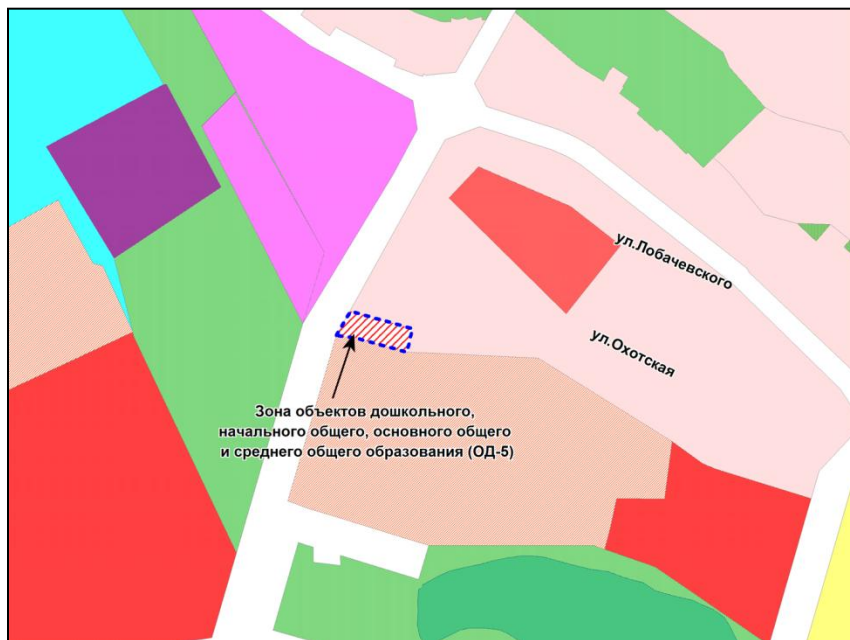 ул.Лобачевского
ул.Охотская
Зона объектов дошкольного,
начального общего, основного общего
и среднего общего образования (ОД-5)